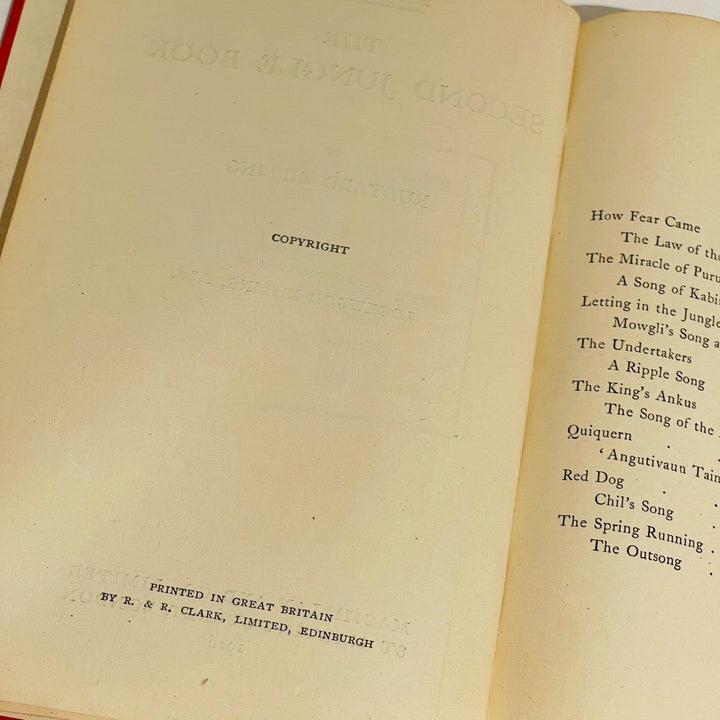 COPYRIGHT
PRINTED IN GREAT BRITAIN
BY R. & R. CLARK, LIMITED, EDINBURGH
How Fear Came
The Law of the
The Miracle of Puru
A Song of Kabi
Letting in the Jungle
Mowgli's Song a
The Undertakers
A Ripple Song
The King's Ankus
The Song of the
Quiquern
'Angutivaun Tain
Red Dog
Chil's Song
The Spring Running
The Outsong